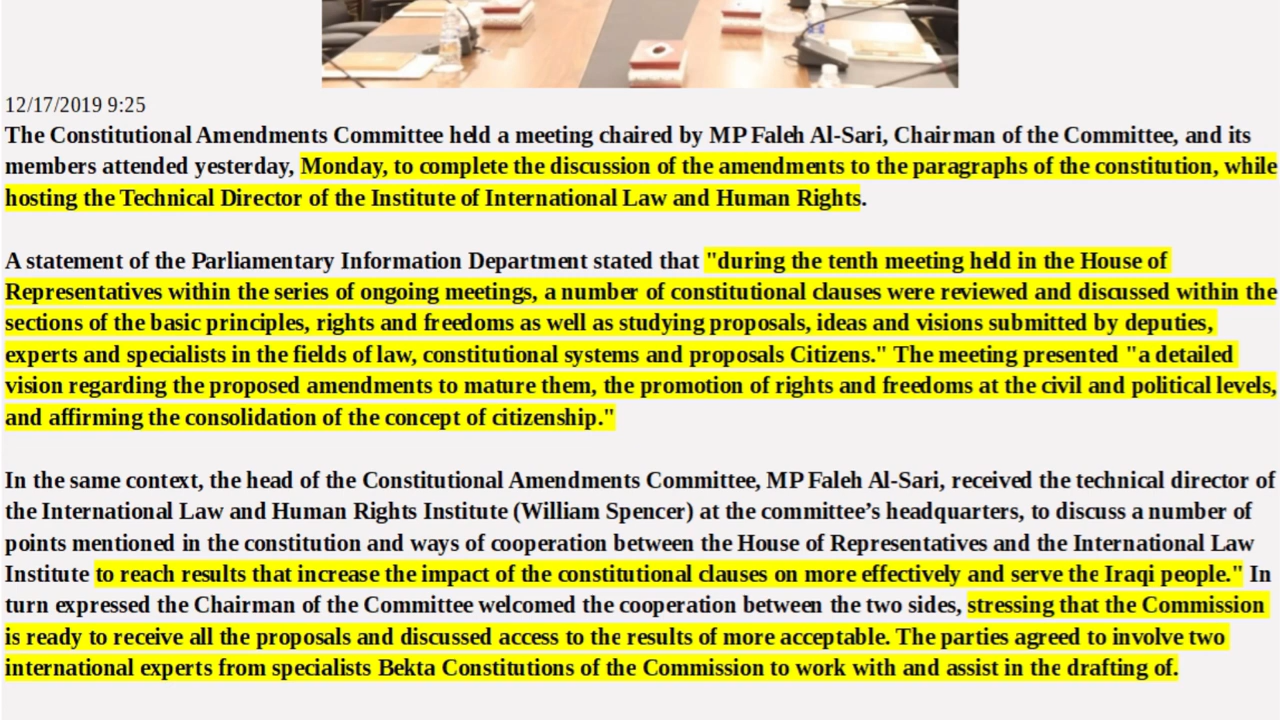 12/17/2019 9:25
The Constitutional Amendments Committee held a meeting chaired by MP Faleh Al-Sari, Chairman of the Committee, and its
members attended yesterday, Monday, to complete the discussion of the amendments to the paragraphs of the constitution, while
hosting the Technical Director of the Institute of International Law and Human Rights.
A statement of the Parliamentary Information Department stated that "during the tenth meeting held in the House of
Representatives within the series of ongoing meetings, a number of constitutional clauses were reviewed and discussed within the
sections of the basic principles, rights and freedoms as well as studying proposals, ideas and visions submitted by deputies,
experts and specialists in the fields of law, constitutional systems and proposals Citizens." The meeting presented "a detailed
vision regarding the proposed amendments to mature them, the promotion of rights and freedoms at the civil and political levels,
and affirming the consolidation of the concept of citizenship."
In the same context, the head of the Constitutional Amendments Committee, MP Faleh Al-Sari, received the technical director of
the International Law and Human Rights Institute (William Spencer) at the committee’s headquarters, to discuss a number of
points mentioned in the constitution and ways of cooperation between the House of Representatives and the International Law
Institute to reach results that increase the impact of the constitutional clauses on more effectively and serve the Iraqi people." In
turn expressed the Chairman of the Committee welcomed the cooperation between the two sides, stressing that the Commission
is ready to receive all the proposals and discussed access to the results of more acceptable. The parties agreed to involve two
international experts from specialists Bekta Constitutions of the Commission to work with and assist in the drafting of.